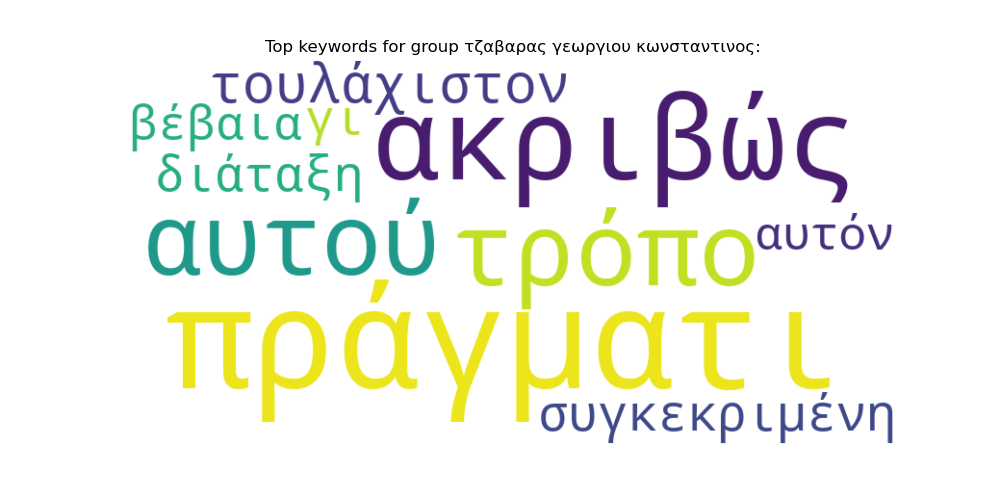 Top keywords for group τζαβαρας γεωργιου κωνσταντινος:
τουλάχιστον
βέβαια γι ακριβώς
διάταξη
αυτού τρόπο αυτόν
πράγματι
συγκεκριμένη